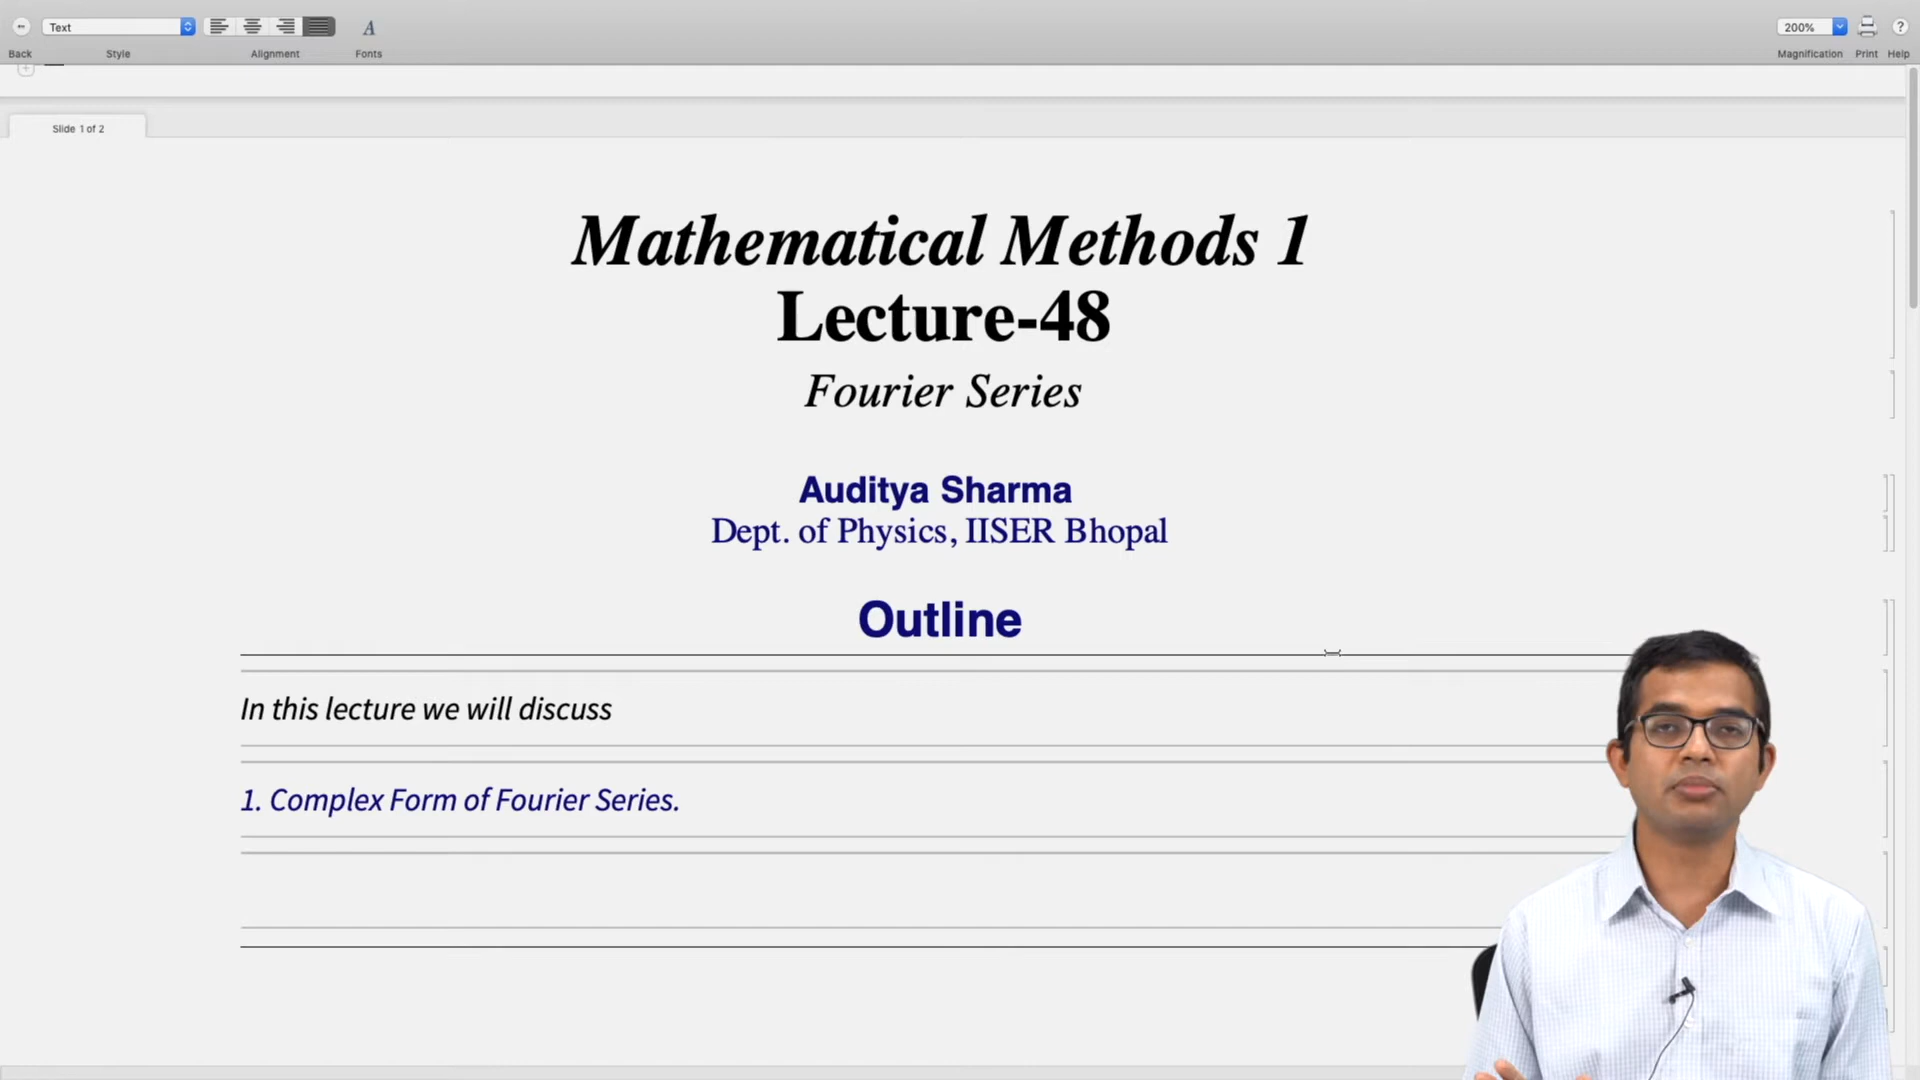 Text
200%
Back
Style
Alignment
Fonts
Magnification
Print
Help
Slide 1 of 2
Mathematical Methods 1
Lecture-48
Fourier Series
Auditya Sharma
Dept. of Physics, IISER Bhopal
Outline
In this lecture we will discuss
1. Complex Form of Fourier Series.